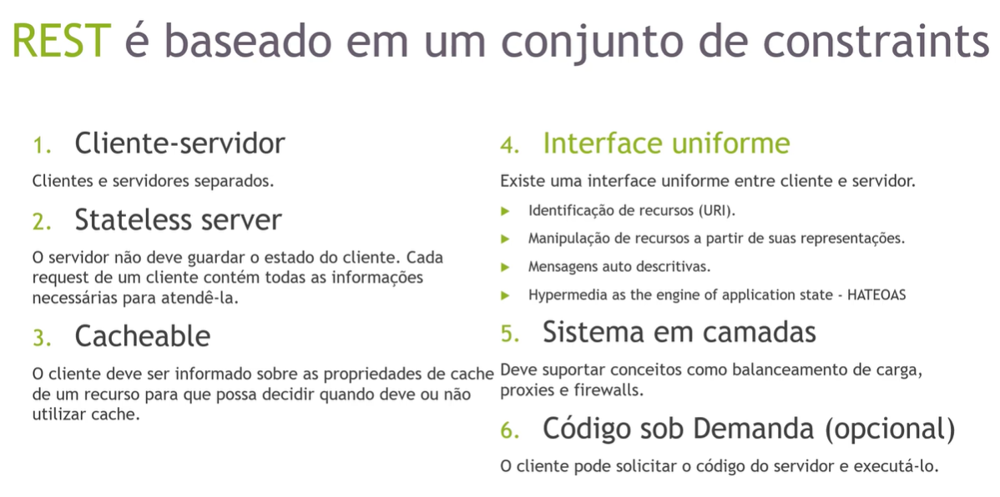 REST é baseado em um conjunto de constraints
1. Cliente-servidor
Clientes e servidores separados.
2. Stateless server
O servidor não deve guardar o estado do cliente. Cada
request de um cliente contém todas as informações
necessárias para atendê-la.
3. Cacheable
O cliente deve ser informado sobre as propriedades de cache
de um recurso para que possa decidir quando deve ou não
utilizar cache.
4. Interface uniforme
Existe uma interface uniforme entre cliente e servidor.
▶ Identificação de recursos (URI).
▶ Manipulação de recursos a partir de suas representações.
▶ Mensagens auto descritivas.
▶ Hypermedia as the engine of application state - HATEOAS
5. Sistema em camadas
Deve suportar conceitos como balanceamento de carga,
proxies e firewalls.
6. Código sob Demanda (opcional)
O cliente pode solicitar o código do servidor e executá-lo.